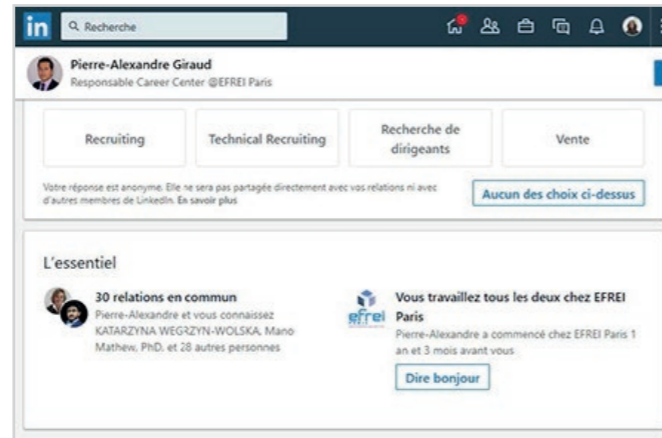 in Recherche
Pierre-Alexandre Giraud
Responsable Career Center @EFREI Paris
Recruiting
Technical Recruiting
Recherche de
dirigeants
Vente
Votre réponse est anonyme. Elle ne sera pas partagée directement avec vos relations ni avec
d'autres membres de LinkedIn. En savoir plus
Aucun des choix ci-dessus
L'essentiel
30 relations en commun
Pierre-Alexandre et vous connaissez
KATARZYNA WEGRZYN-WOLSKA, Mano
Mathew, PhD, et 28 autres personnes
efrei
Vous travaillez tous les deux chez EFREI
Paris
Pierre-Alexandre a commencé chez EFREI Paris 1
an et 3 mois avant vous
Dire bonjour